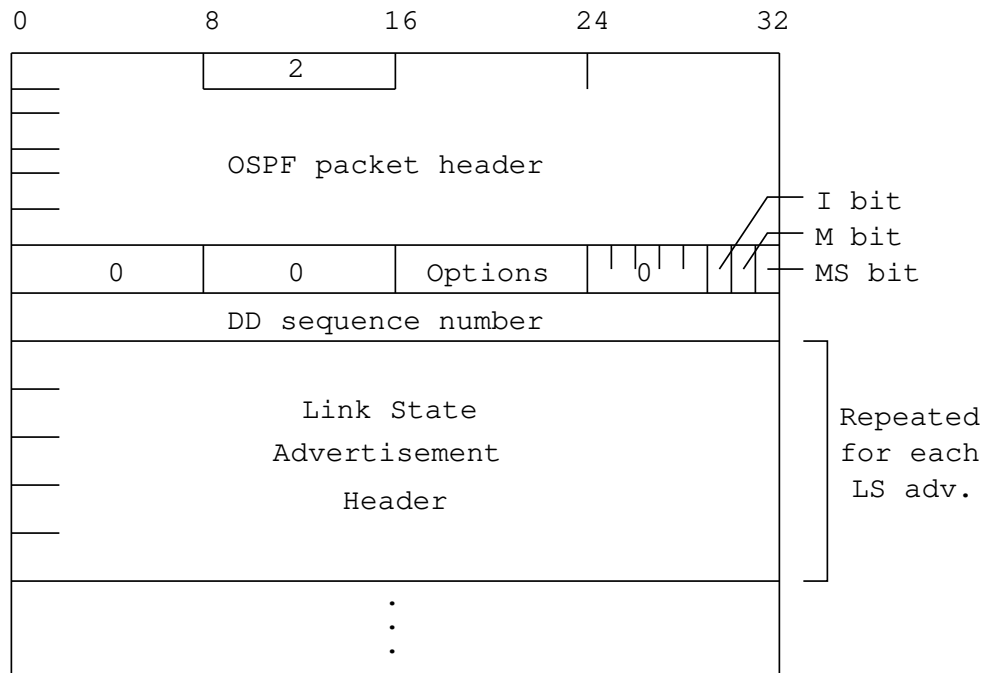 0 8 16 24 32
2
OSPF packet header
I bit
M bit
0 0 Options 0 MS bit
DD sequence number
Link State
Advertisement
Header
Repeated
for each
LS adv.
.
.
.